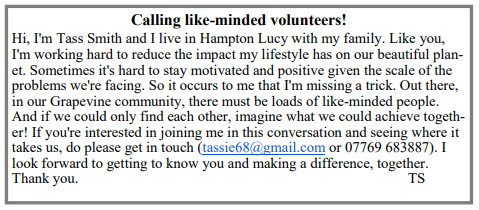 Calling like-minded volunteers!
Hi, I'm Tass Smith and I live in Hampton Lucy with my family. Like you,
I'm working hard to reduce the impact my lifestyle has on our beautiful plan-
et. Sometimes it's hard to stay motivated and positive given the scale of the
problems we're facing. So it occurs to me that I'm missing a trick. Out there,
in our Grapevine community, there must be loads of like-minded people.
And if we could only find each other, imagine what we could achieve togeth-
er! If you're interested in joining me in this conversation and seeing where it
takes us, do please get in touch (tassie68@gmail.com or 07769 683887). I
look forward to getting to know you and making a difference, together.
Thank you. TS